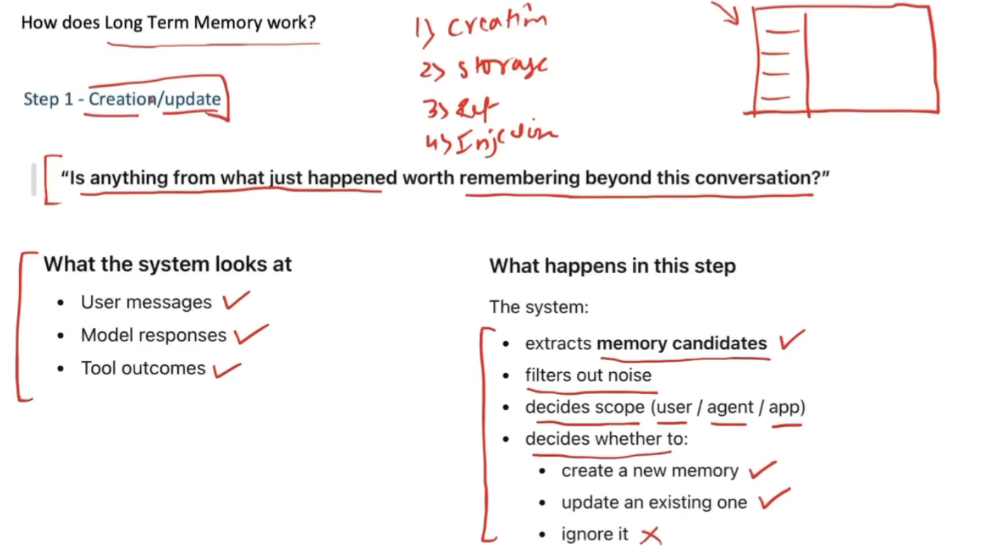 How does Long Term Memory work?
1) Creation
2) Storage
3) Ret
4) Injection
Step 1 - Creation/update
“Is anything from what just happened worth remembering beyond this conversation?”
What the system looks at
• User messages
• Model responses
• Tool outcomes
What happens in this step
The system:
• extracts memory candidates
• filters out noise
• decides scope (user / agent / app)
• decides whether to:
• create a new memory
• update an existing one
• ignore it